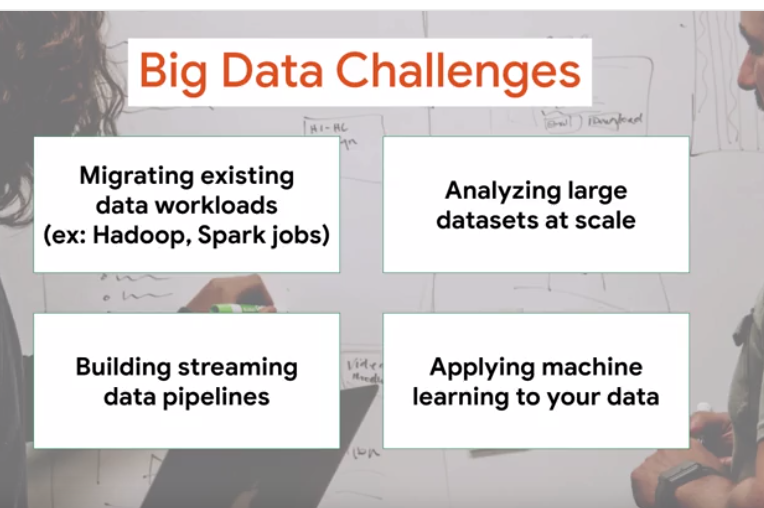 Big Data Challenges
Migrating existing
data workloads
(ex: Hadoop, Spark jobs)
Analyzing large
datasets at scale
Building streaming
data pipelines
Applying machine
learning to your data